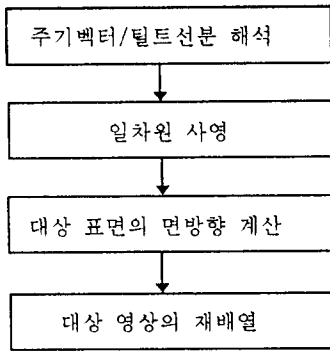 주기벡터/틸트선분 해석
일차원 사영
대상 표면의 면방향 계산
대상 영상의 재배열